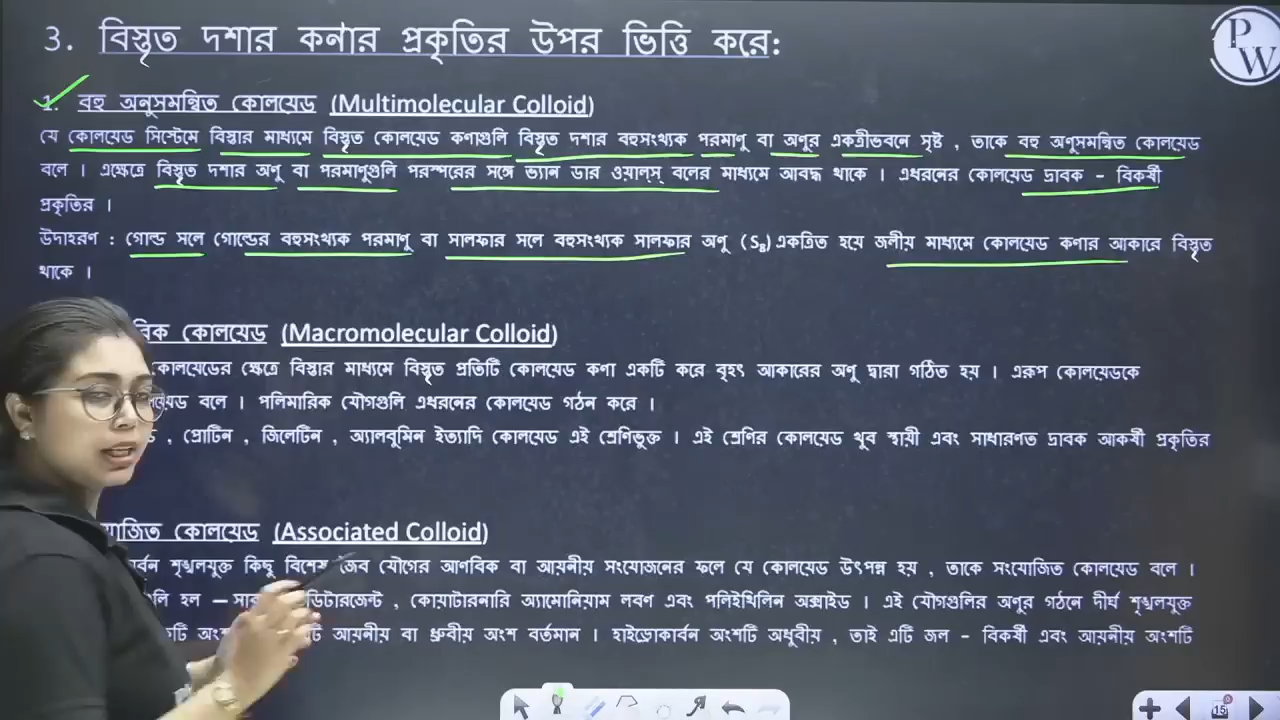 3. বিস্তৃত দশার কনার প্রকৃতির উপর ভিত্তি করে:
PW
1. বহু অনুসমন্বিত কোলয়েড (Multimolecular Colloid)
যে কোলয়েড সিস্টেমে বিস্তার মাধ্যমে বিস্তৃত কোলয়েড কণাগুলি বিস্তৃত দশার বহুসংখ্যক পরমাণু বা অণুর একত্রীভবনে সৃষ্ট , তাকে বহু অণুসমন্বিত কোলয়েড
বলে । এক্ষেত্রে বিস্তৃত দশার অণু বা পরমাণুগুলি পরস্পরের সঙ্গে ভ্যান ডার ওয়াল্স্ বলের মাধ্যমে আবদ্ধ থাকে । এধরনের কোলয়েড দ্রাবক - বিকর্ষী
প্রকৃতির ।
উদাহরণ : গোল্ড সলে গোল্ডের বহুসংখ্যক পরমাণু বা সালফার সলে বহুসংখ্যক সালফার অণু (S8) একত্রিত হয়ে জলীয় মাধ্যমে কোলয়েড কণার আকারে বিস্তৃত
থাকে ।
কোলয়েড (Macromolecular Colloid)
কোলয়েডের ক্ষেত্রে বিস্তার মাধ্যমে বিস্তৃত প্রতিটি কোলয়েড কণা একটি করে বৃহৎ আকারের অণু দ্বারা গঠিত হয় । এরূপ কোলয়েডকে
বলে । পলিমারিক যৌগগুলি এধরনের কোলয়েড গঠন করে ।
, প্রোটিন , জিলেটিন , অ্যালবুমিন ইত্যাদি কোলয়েড এই শ্রেণিভুক্ত । এই শ্রেণির কোলয়েড খুব স্থায়ী এবং সাধারণত দ্রাবক আকর্ষী প্রকৃতির
কোলয়েড (Associated Colloid)
শৃঙ্খলযুক্ত কিছু বিশেষ জৈব যৌগের আণবিক বা আয়নীয় সংযোজনের ফলে যে কোলয়েড উৎপন্ন হয় , তাকে সংযোজিত কোলয়েড বলে ।
হল – ডিটারজেন্ট , কোয়াটারনারি অ্যামোনিয়াম লবণ এবং পলিইথিলিন অক্সাইড । এই যৌগগুলির অণুর গঠনে দীর্ঘ শৃঙ্খলযুক্ত
আয়নীয় বা ধ্রুবীয় অংশ বর্তমান । হাইড্রোকার্বন অংশটি অধ্রুবীয় , তাই এটি জল - বিকর্ষী এবং আয়নীয় অংশটি
15